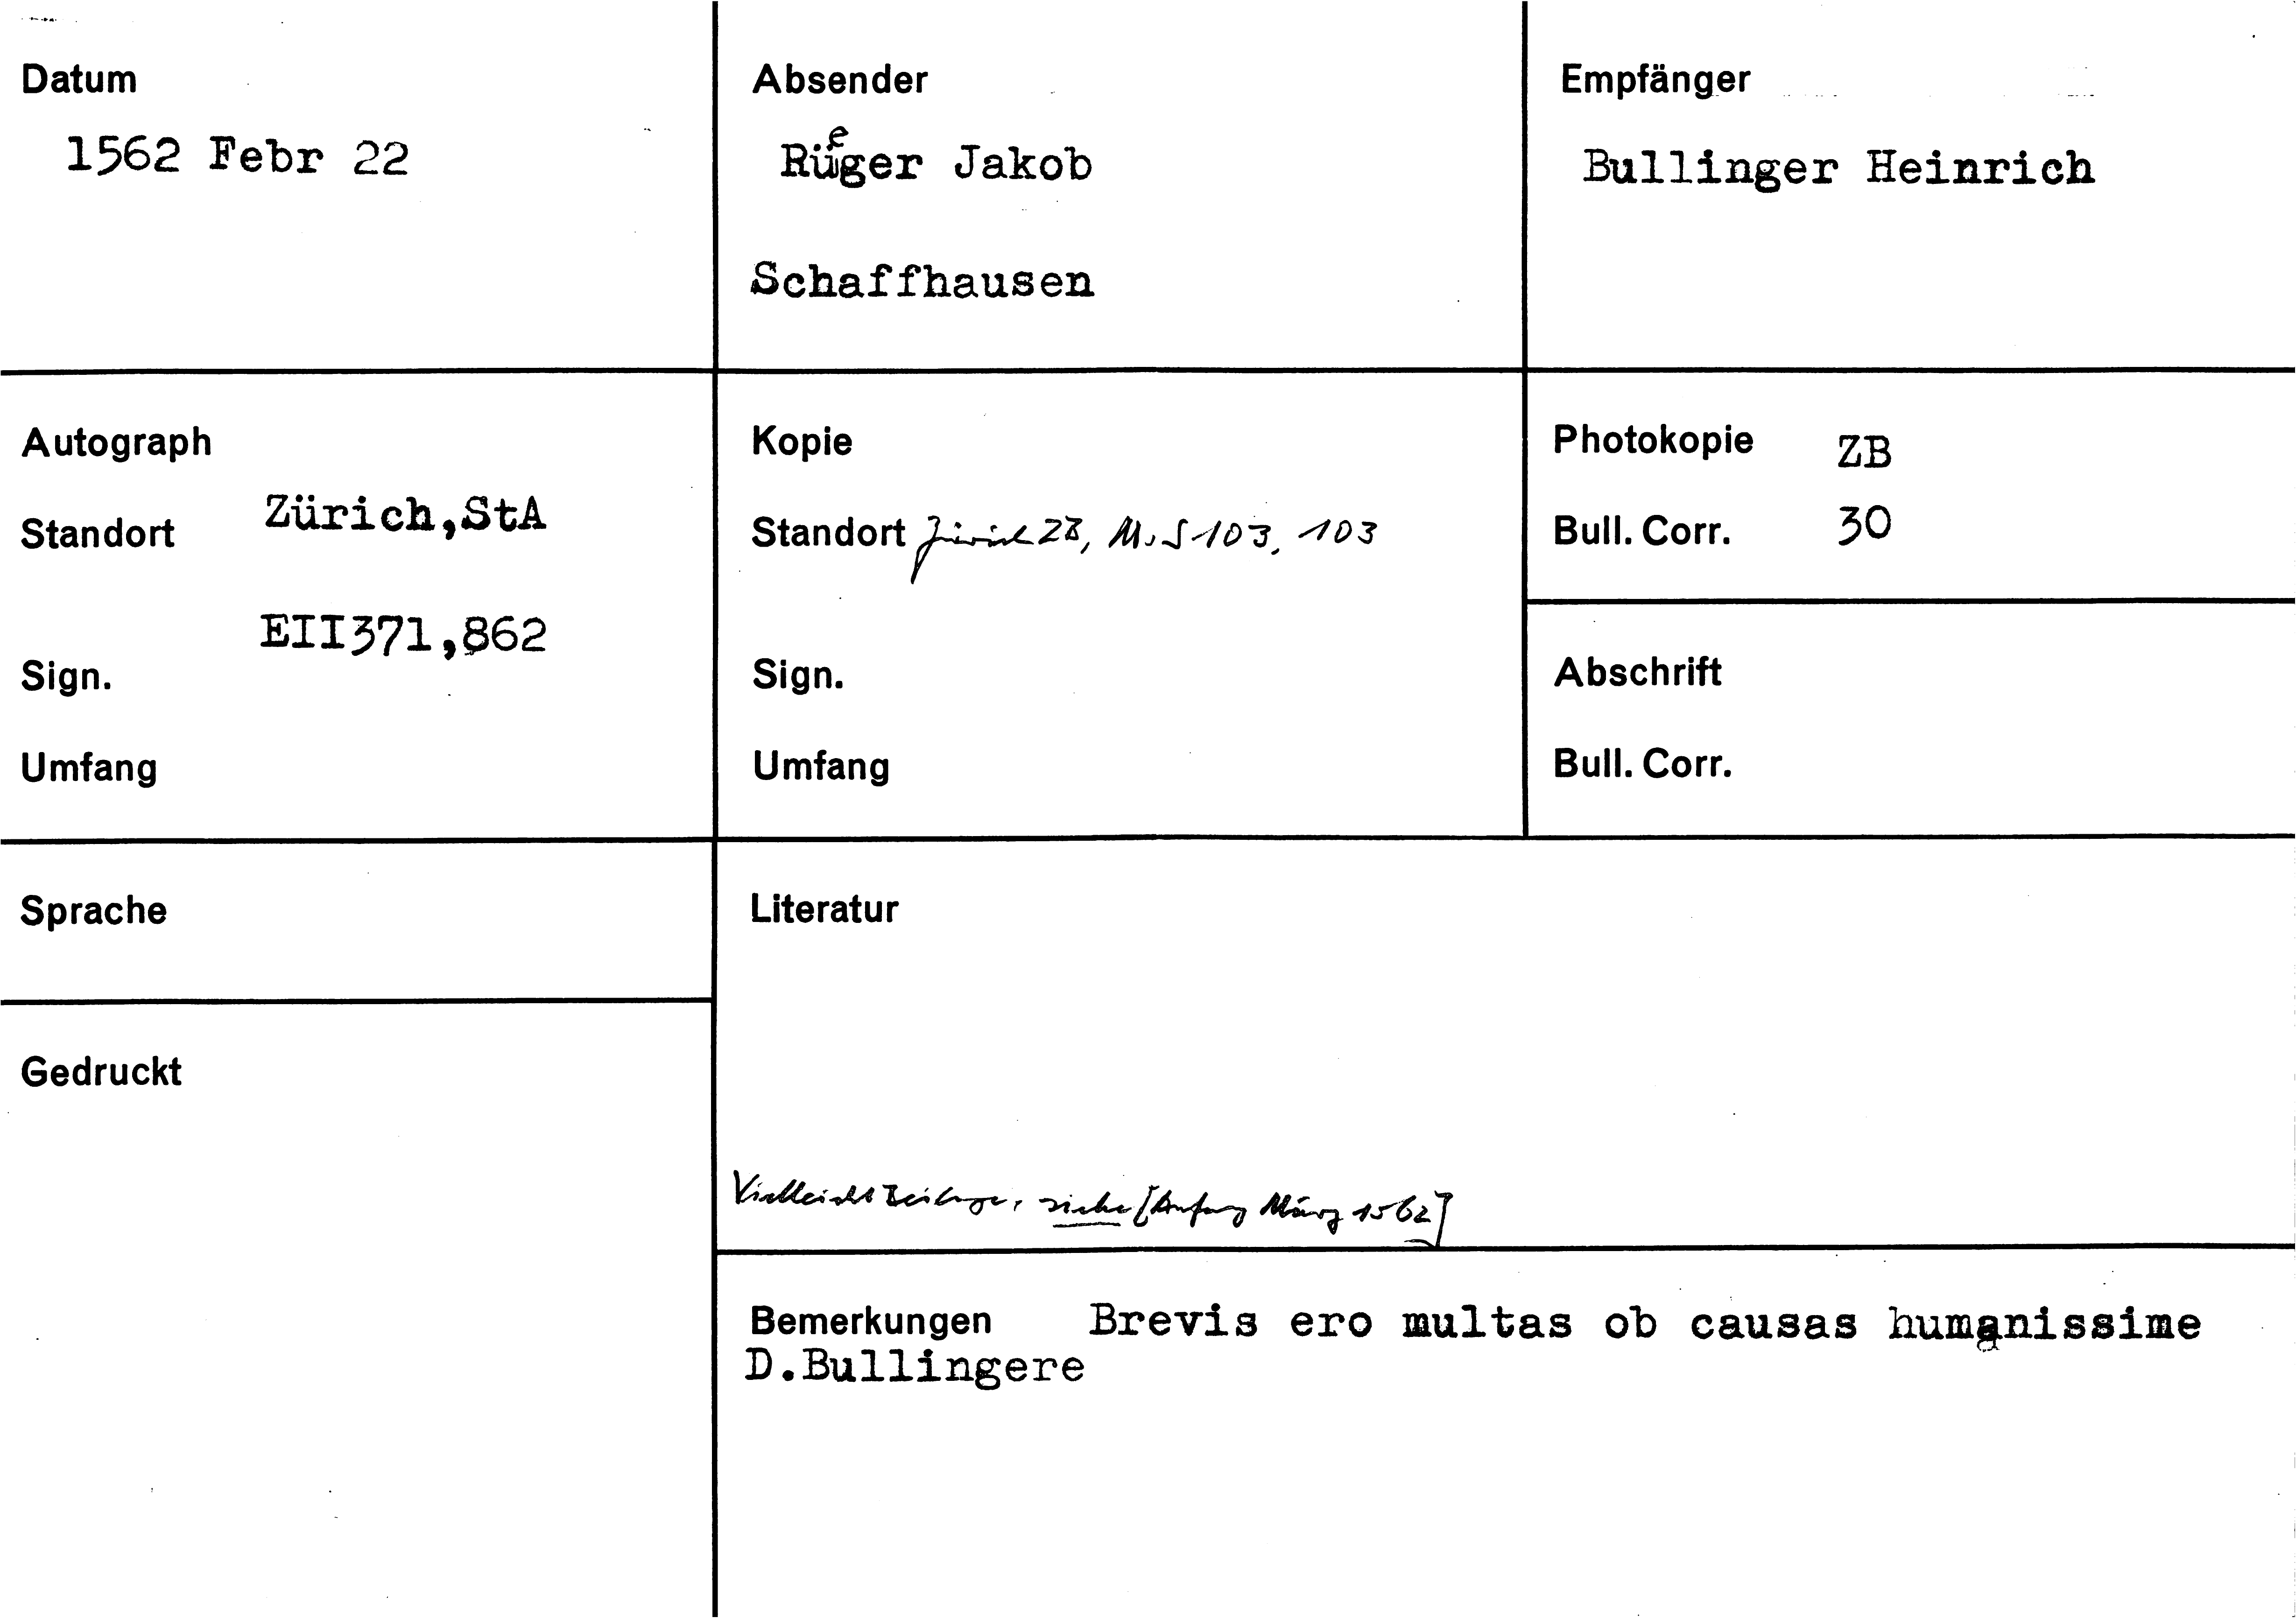 Datum
1562 Febr 22
Absender
Rüeger Jakob
Schaffhausen
Empfänger
Bullinger Heinrich
Autograph
Standort Zürich,StA
EII371,862
Sign.
Umfang
Kopie
Standort Zürich ZB, Ms S 103, 103
Sign.
Umfang
Photokopie ZB
Bull. Corr. 30
Abschrift
Bull. Corr.
Sprache
Gedruckt
Literatur
Vielleicht Beilage, siehe [Anfang März 1562]
Bemerkungen Brevis ero multas ob causas humanissime
D.Bullingere